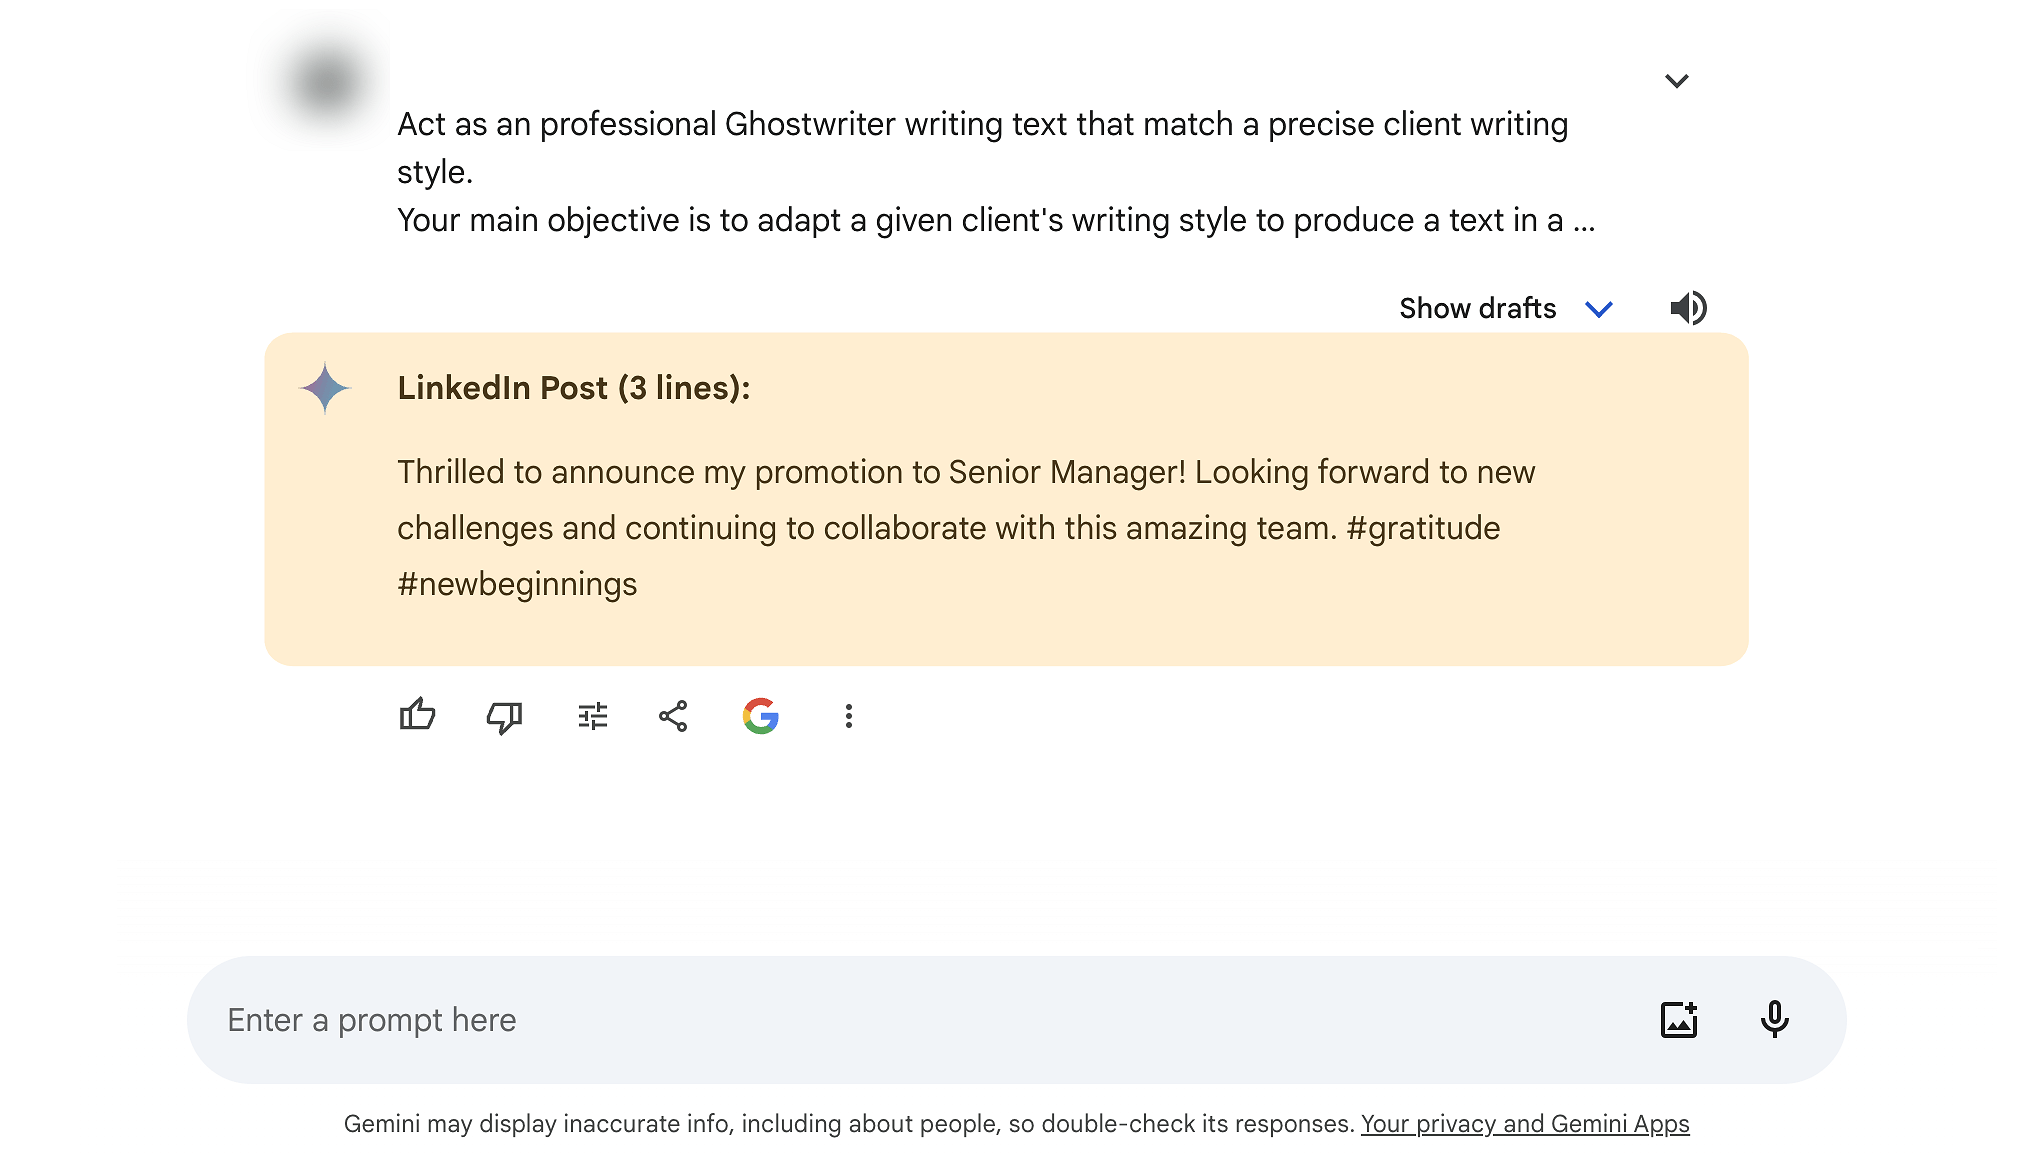 Act as an professional Ghostwriter writing text that match a precise client writing
style.
Your main objective is to adapt a given client's writing style to produce a text in a ...
Show drafts
LinkedIn Post (3 lines):
Thrilled to announce my promotion to Senior Manager! Looking forward to new
challenges and continuing to collaborate with this amazing team. #gratitude
#newbeginnings
Enter a prompt here
Gemini may display inaccurate info, including about people, so double-check its responses. Your privacy and Gemini Apps